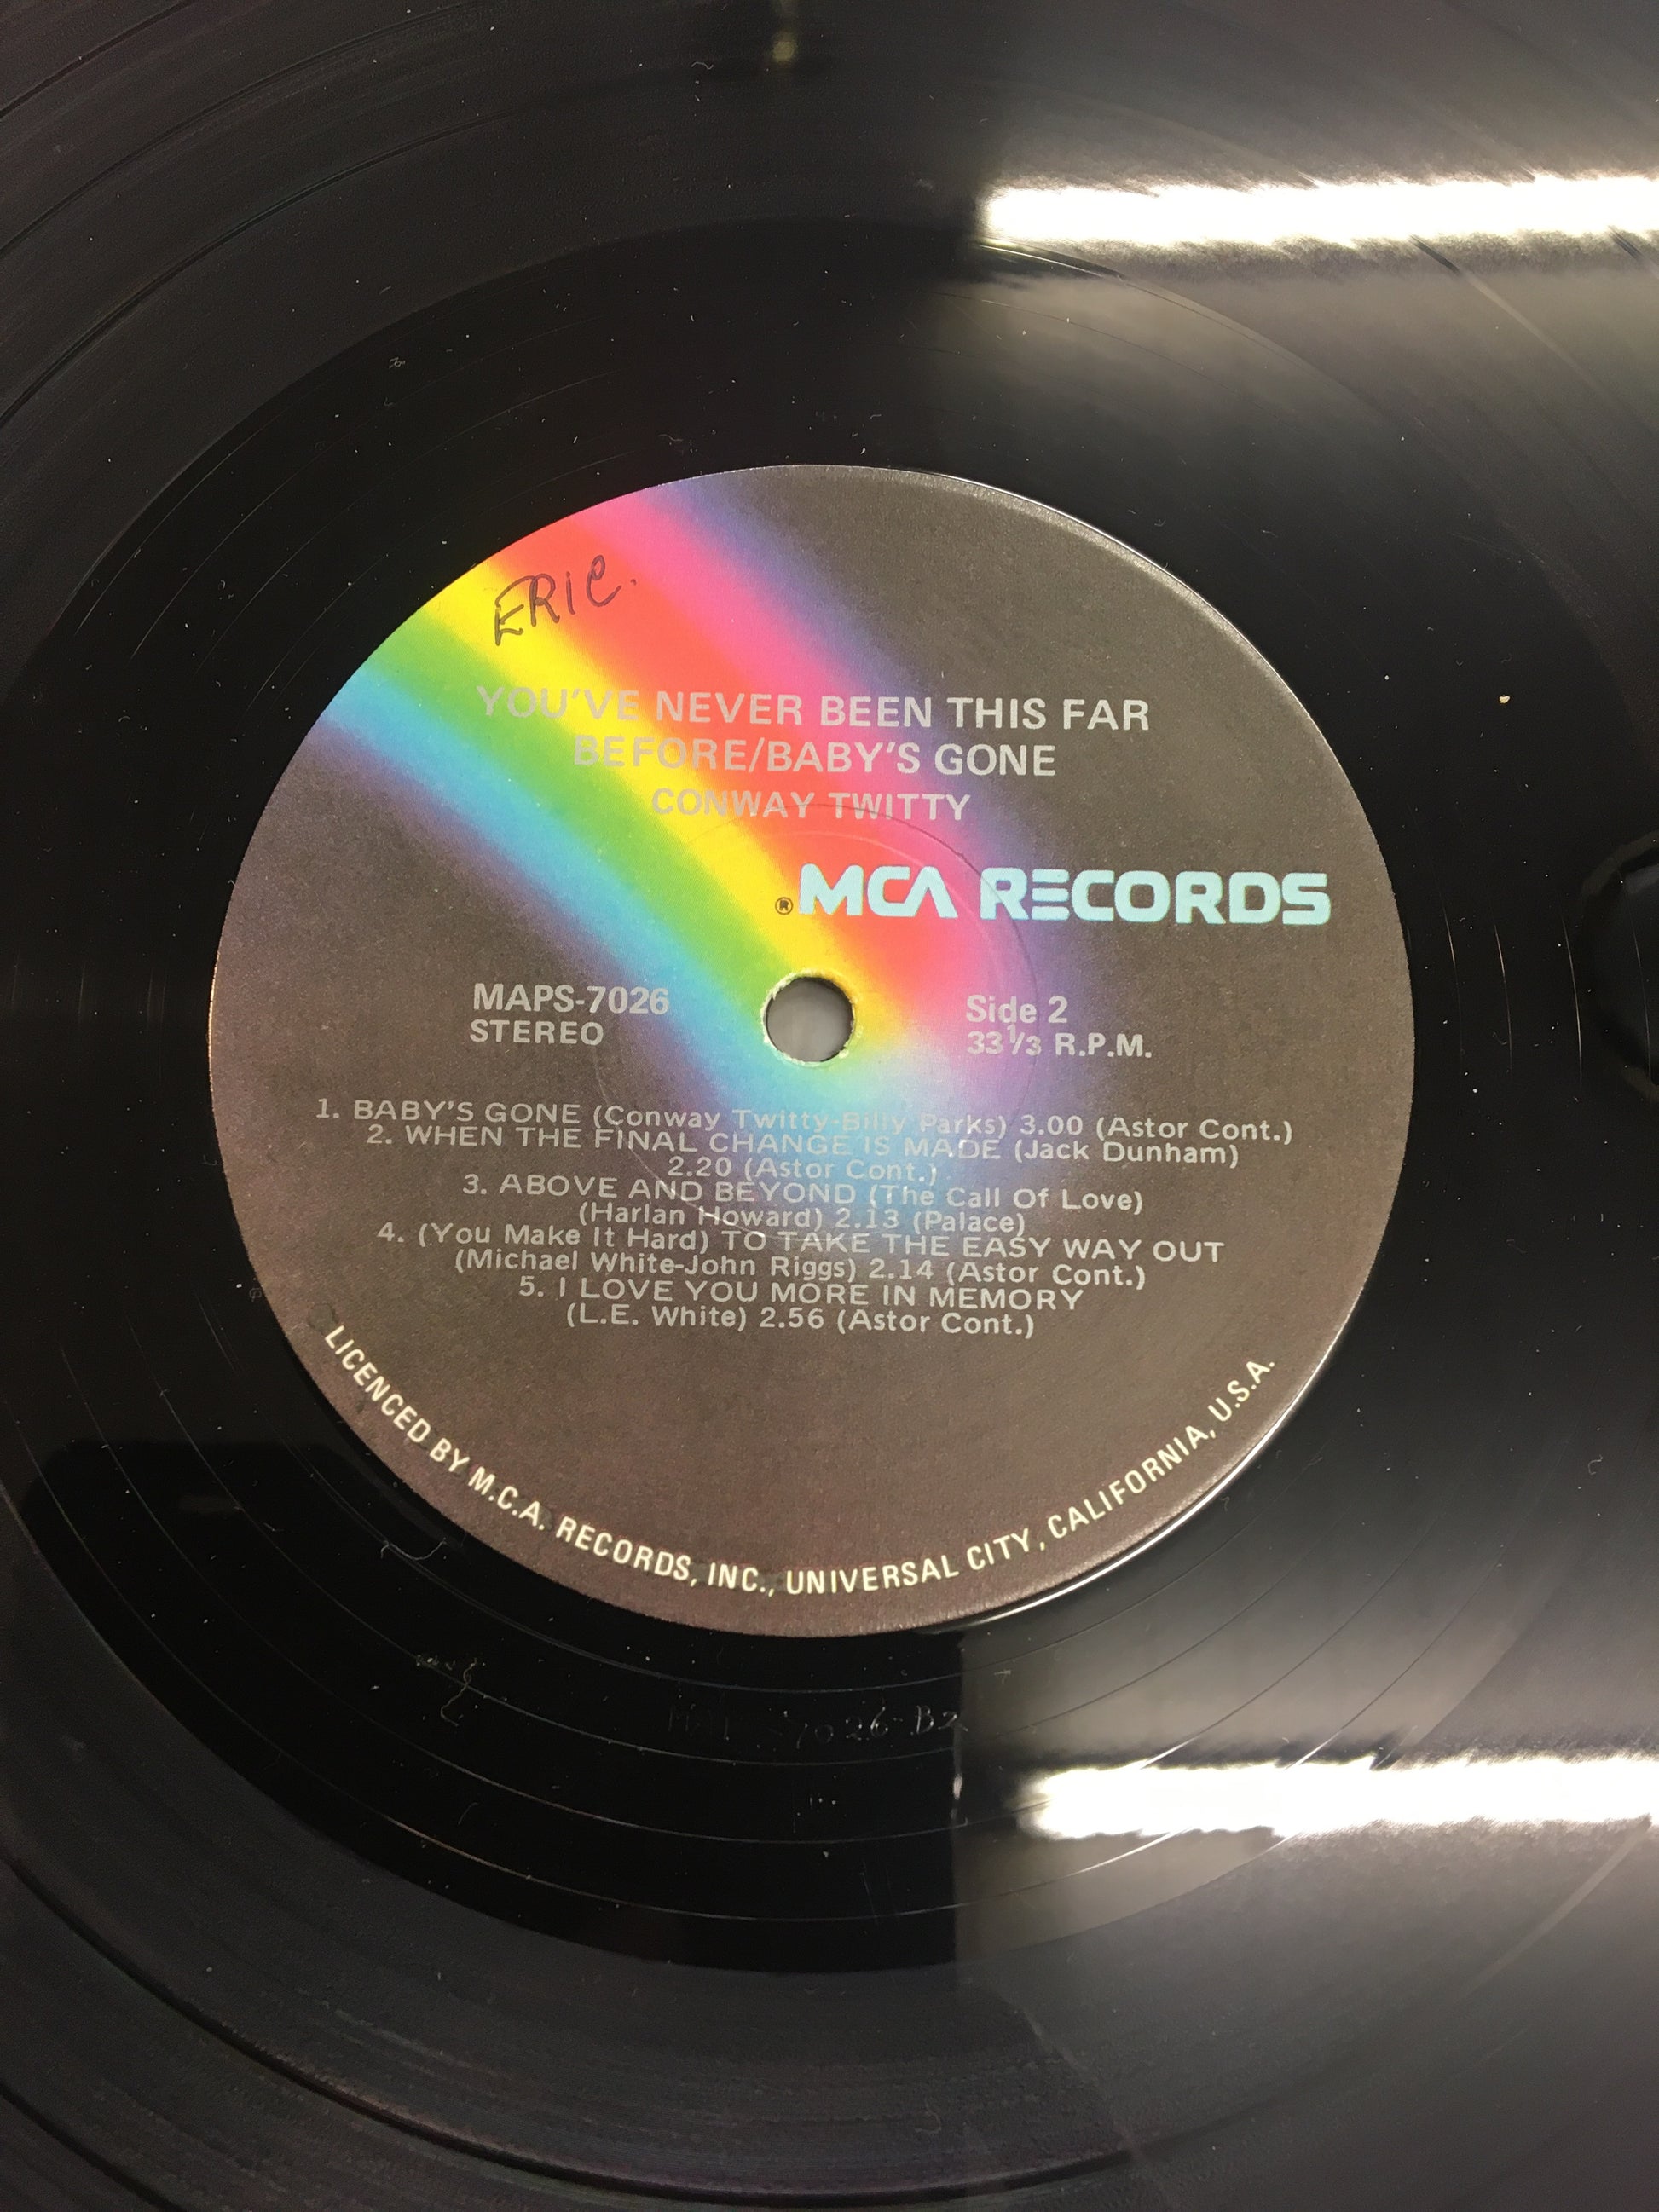 ERIC.
YOU'VE NEVER BEEN THIS FAR
BEFORE/BABY'S GONE
CONWAY TWITTY
® MCA RECORDS
MAPS-7026
STEREO
Side 2
33⅓ R.P.M.
1. BABY'S GONE (Conway Twitty-Billy Parks) 3.00 (Astor Cont.)
2. WHEN THE FINAL CHANGE IS MADE (Jack Dunham)
2.20 (Astor Cont.)
3. ABOVE AND BEYOND (The Call Of Love)
(Harlan Howard) 2.13 (Palace)
4. (You Make It Hard) TO TAKE THE EASY WAY OUT
(Michael White-John Riggs) 2.14 (Astor Cont.)
5. I LOVE YOU MORE IN MEMORY
(L.E. White) 2.56 (Astor Cont.)
LICENCED BY M.C.A. RECORDS, INC., UNIVERSAL CITY, CALIFORNIA, U.S.A.
7026-B2